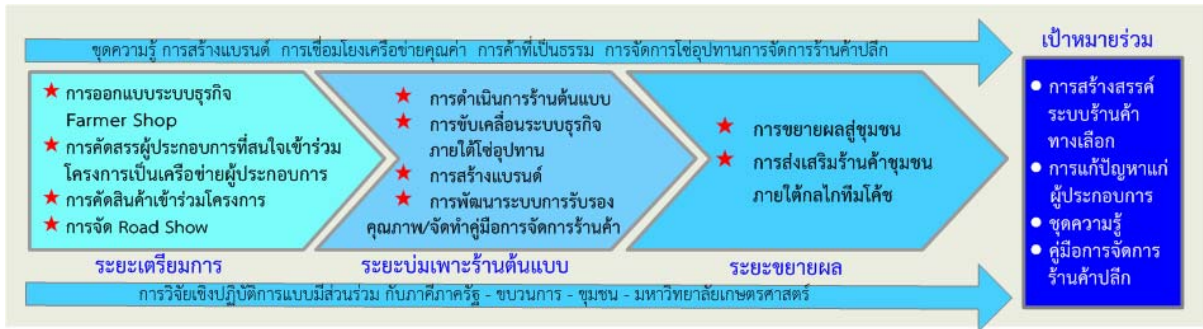 ชุดความรู้ การสร้างแบรนด์ การเชื่อมโยงเครือข่ายคุณค่า การค้าที่เป็นธรรม การจัดการโซ่อุปทานการจัดการร้านค้าปลีก
การออกแบบระบบธุรกิจ
Farmer Shop
การคัดสรรผู้ประกอบการที่สนใจเข้าร่วม
โครงการเป็นเครือข่ายผู้ประกอบการ
การคัดสินค้าเข้าร่วมโครงการ
การจัด Road Show
ระยะเตรียมการ
การดำเนินการร้านต้นแบบ
การขับเคลื่อนระบบธุรกิจ
ภายใต้โซ่อุปทาน
การสร้างแบรนด์
การพัฒนาระบบการรับรอง
คุณภาพ/จัดทำคู่มือการจัดการร้านค้า
ระยะบ่มเพาะร้านต้นแบบ
การขยายผลสู่ชุมชน
การส่งเสริมร้านค้าชุมชน
ภายใต้กลไกทีมโค้ช
ระยะขยายผล
การวิจัยเชิงปฏิบัติการแบบมีส่วนร่วม กับภาคีภาครัฐ - ขบวนการ - ชุมชน - มหาวิทยาลัยเกษตรศาสตร์
เป้าหมายร่วม
การสร้างสรรค์
ระบบร้านค้า
ทางเลือก
การแก้ปัญหาแก่
ผู้ประกอบการ
ชุดความรู้
คู่มือการจัดการ
ร้านค้าปลีก